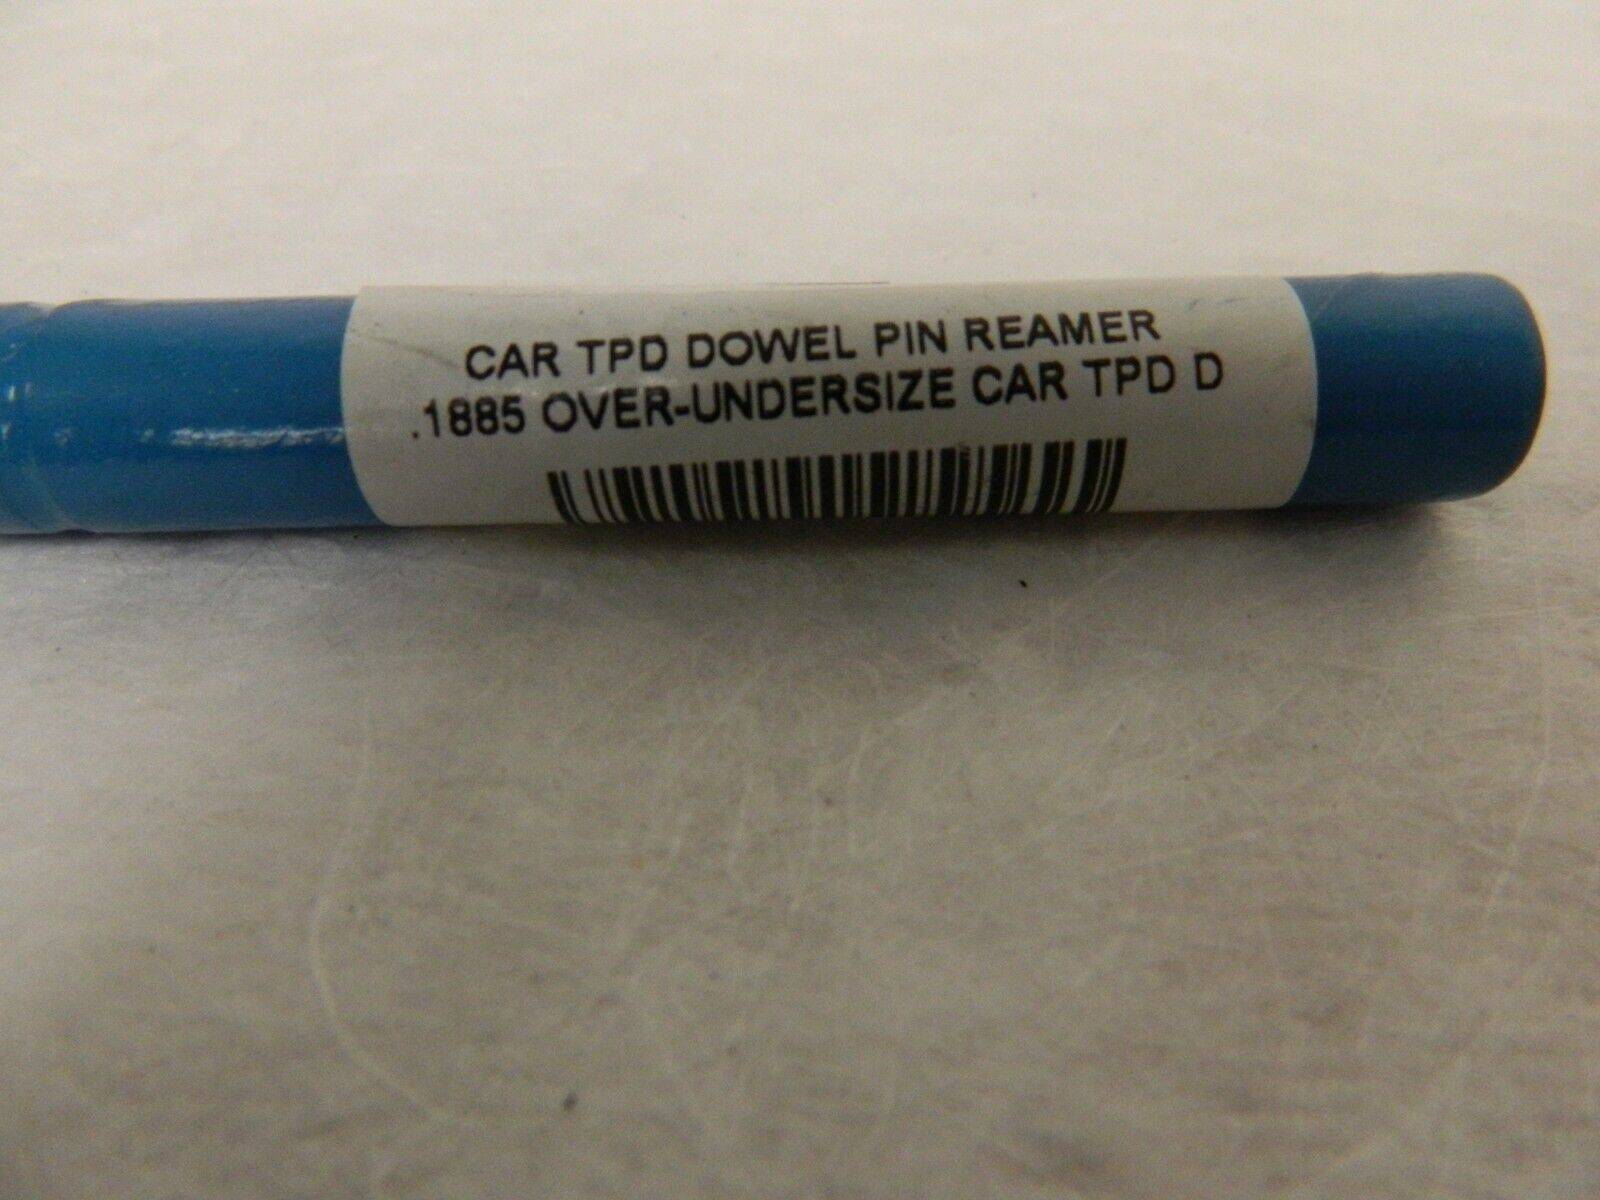 CAR TPD DOWEL PIN REAMER
.1885 OVER-UNDERSIZE CAR TPD D